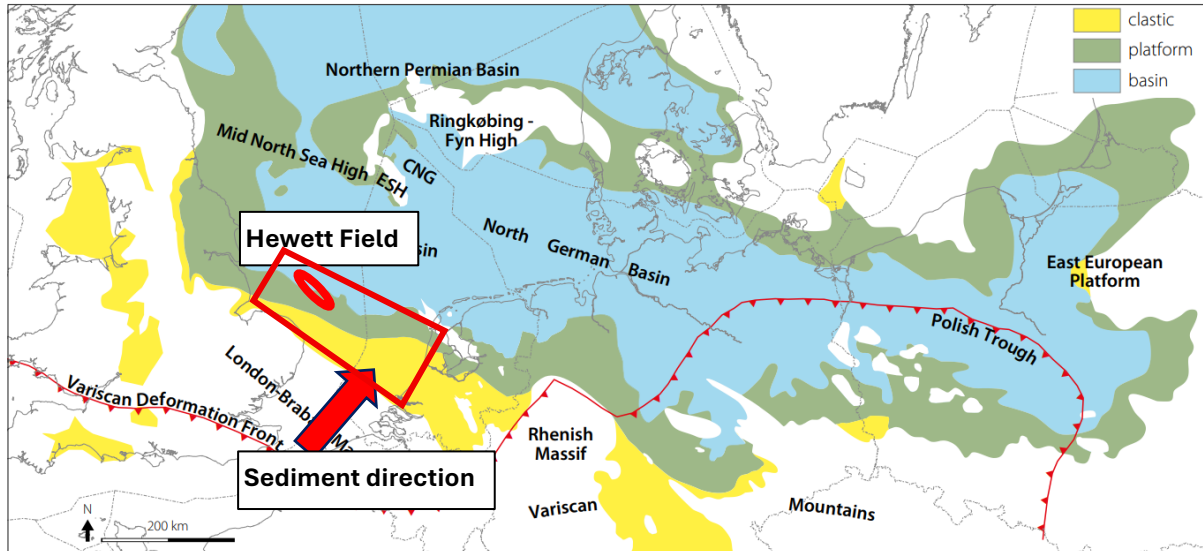 clastic
platform
basin
Northern Permian Basin
Ringkøbing -
Fyn High
Mid North Sea High
ESH
CNG
Hewett Field
sin
North German Basin
East European
Platform
Polish Trough
London-Brab
Ma
Variscan Deformation Front
Rhenish
Massif
Sediment direction
Variscan
Mountains
N
200 km